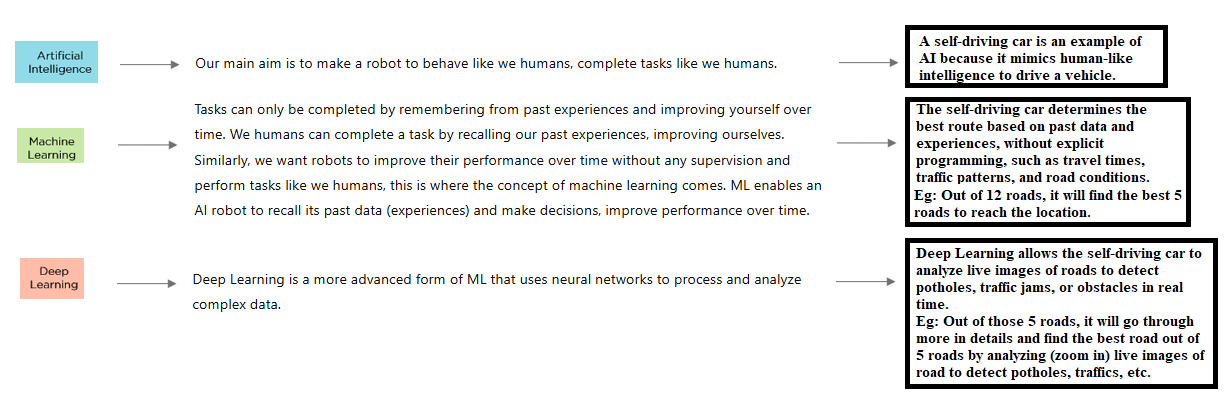 Artificial
Intelligence
Our main aim is to make a robot to behave like we humans, complete tasks like we humans.
A self-driving car is an example of
AI because it mimics human-like
intelligence to drive a vehicle.
Machine
Learning
Tasks can only be completed by remembering from past experiences and improving yourself over
time. We humans can complete a task by recalling our past experiences, improving ourselves.
Similarly, we want robots to improve their performance over time without any supervision and
perform tasks like we humans, this is where the concept of machine learning comes. ML enables an
AI robot to recall its past data (experiences) and make decisions, improve performance over time.
The self-driving car determines the
best route based on past data and
experiences, without explicit
programming, such as travel times,
traffic patterns, and road conditions.
Eg: Out of 12 roads, it will find the best 5
roads to reach the location.
Deep
Learning
Deep Learning is a more advanced form of ML that uses neural networks to process and analyze
complex data.
Deep Learning allows the self-driving car to
analyze live images of roads to detect
potholes, traffic jams, or obstacles in real
time.
Eg: Out of those 5 roads, it will go through
more in details and find the best road out of
5 roads by analyzing (zoom in) live images of
road to detect potholes, traffics, etc.